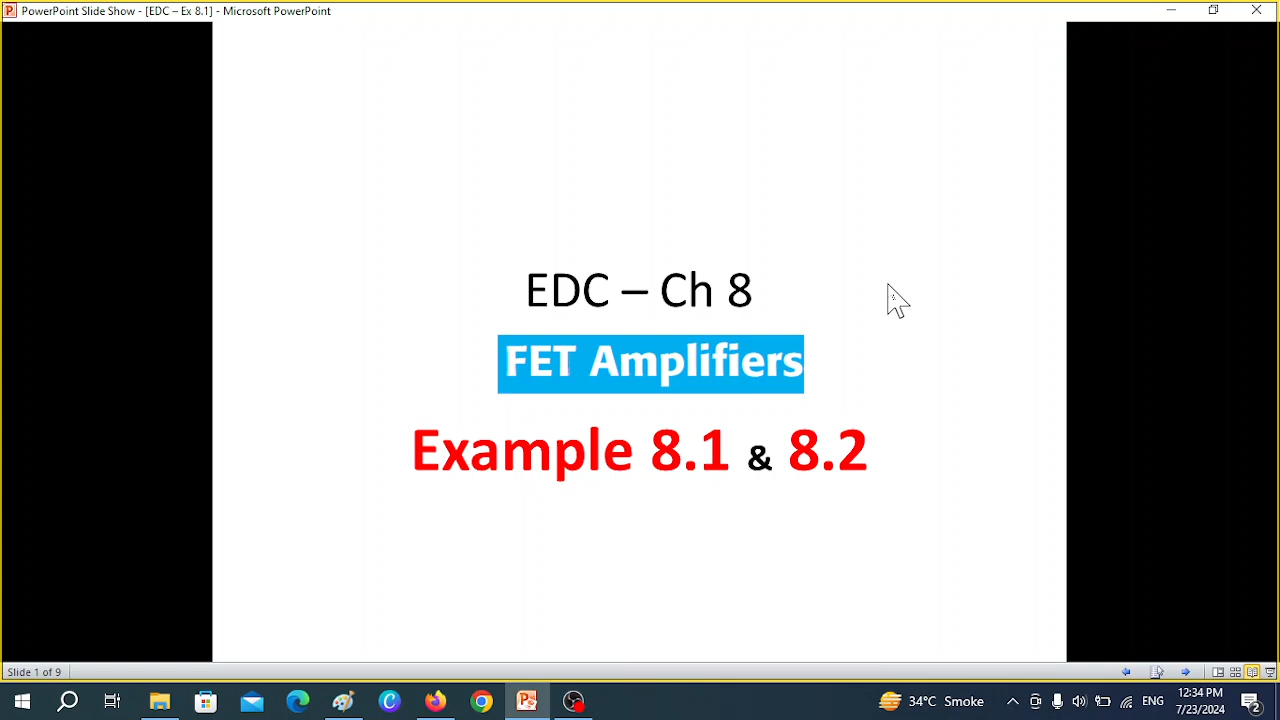 PowerPoint Slide Show - [EDC – Ex 8.1] - Microsoft PowerPoint
EDC – Ch 8
FET Amplifiers
Example 8.1 & 8.2
Slide 1 of 9
34°C Smoke
ENG
12:34 PM
7/23/2024
2